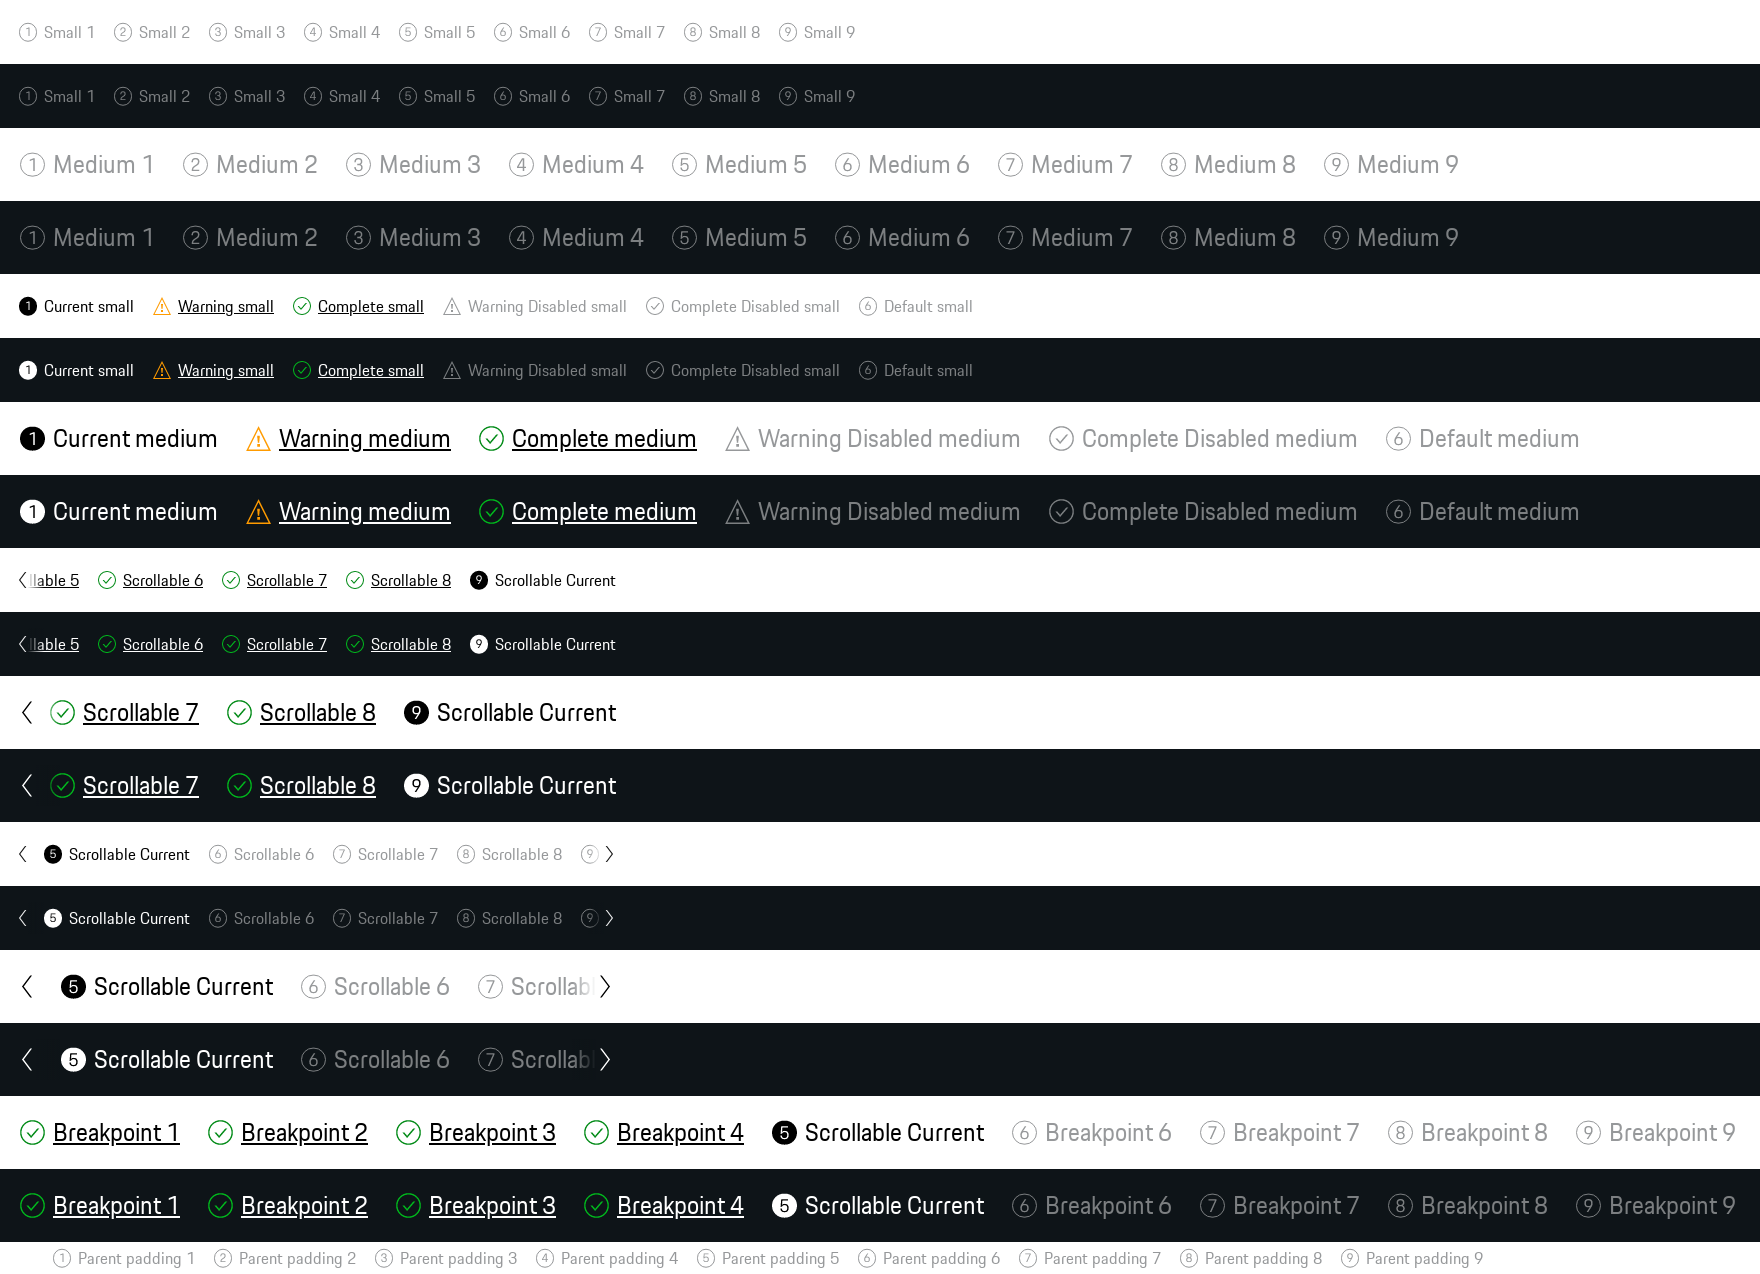 1 Small 1 2 Small 2 3 Small 3 4 Small 4 5 Small 5 6 Small 6 7 Small 7 8 Small 8 9 Small 9
1 Small 1 2 Small 2 3 Small 3 4 Small 4 5 Small 5 6 Small 6 7 Small 7 8 Small 8 9 Small 9
1 Medium 1 2 Medium 2 3 Medium 3 4 Medium 4 5 Medium 5 6 Medium 6 7 Medium 7 8 Medium 8 9 Medium 9
1 Medium 1 2 Medium 2 3 Medium 3 4 Medium 4 5 Medium 5 6 Medium 6 7 Medium 7 8 Medium 8 9 Medium 9
1 Current small Warning small Complete small Warning Disabled small Complete Disabled small 6 Default small
1 Current small Warning small Complete small Warning Disabled small Complete Disabled small 6 Default small
1 Current medium Warning medium Complete medium Warning Disabled medium Complete Disabled medium 6 Default medium
1 Current medium Warning medium Complete medium Warning Disabled medium Complete Disabled medium 6 Default medium
llable 5 Scrollable 6 Scrollable 7 Scrollable 8 9 Scrollable Current
llable 5 Scrollable 6 Scrollable 7 Scrollable 8 9 Scrollable Current
Scrollable 7 Scrollable 8 9 Scrollable Current
Scrollable 7 Scrollable 8 9 Scrollable Current
5 Scrollable Current 6 Scrollable 6 7 Scrollable 7 8 Scrollable 8 9
5 Scrollable Current 6 Scrollable 6 7 Scrollable 7 8 Scrollable 8 9
5 Scrollable Current 6 Scrollable 6 7 Scrollab
5 Scrollable Current 6 Scrollable 6 7 Scrollab
Breakpoint 1 Breakpoint 2 Breakpoint 3 Breakpoint 4 5 Scrollable Current 6 Breakpoint 6 7 Breakpoint 7 8 Breakpoint 8 9 Breakpoint 9
Breakpoint 1 Breakpoint 2 Breakpoint 3 Breakpoint 4 5 Scrollable Current 6 Breakpoint 6 7 Breakpoint 7 8 Breakpoint 8 9 Breakpoint 9
1 Parent padding 1 2 Parent padding 2 3 Parent padding 3 4 Parent padding 4 5 Parent padding 5 6 Parent padding 6 7 Parent padding 7 8 Parent padding 8 9 Parent padding 9